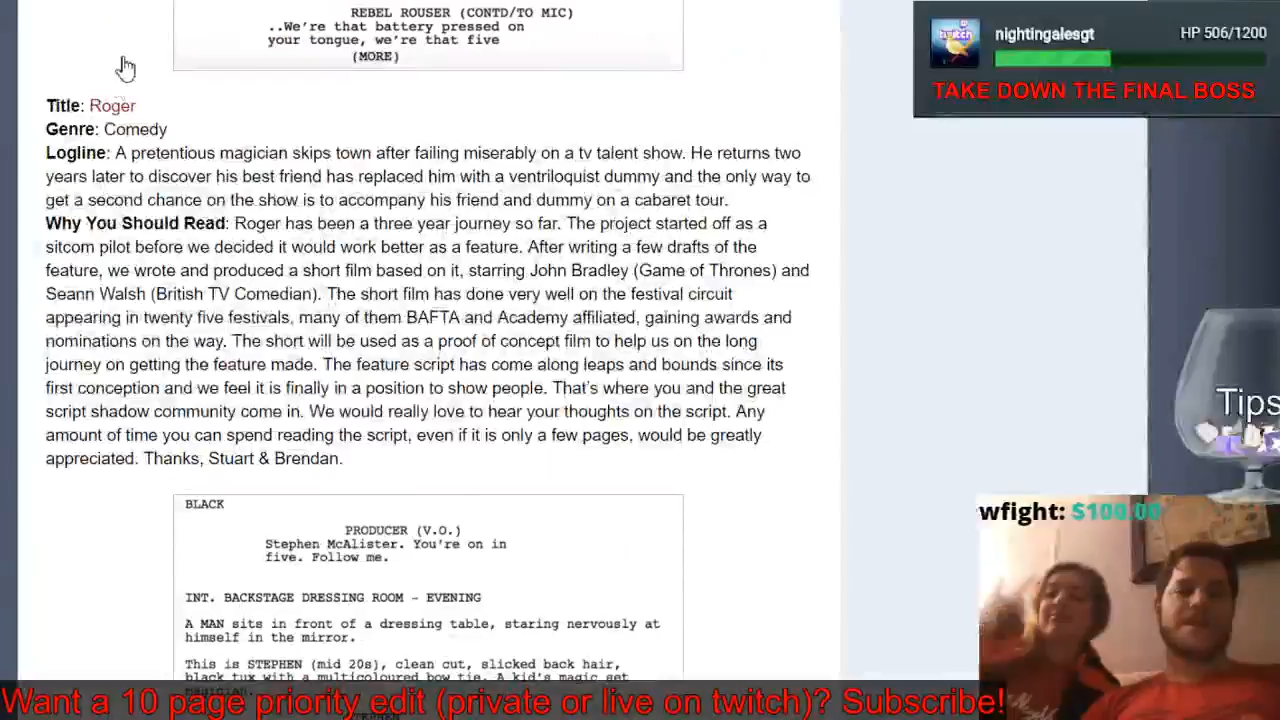 REBEL ROUSER (CONTD/TO MIC)
..We're that battery pressed on
your tongue, we're that five
(MORE)
nightingalesgt
HP 506/1200
TAKE DOWN THE FINAL BOSS
Title: Roger
Genre: Comedy
Logline: A pretentious magician skips town after failing miserably on a tv talent show. He returns two
years later to discover his best friend has replaced him with a ventriloquist dummy and the only way to
get a second chance on the show is to accompany his friend and dummy on a cabaret tour.
Why You Should Read: Roger has been a three year journey so far. The project started off as a
sitcom pilot before we decided it would work better as a feature. After writing a few drafts of the
feature, we wrote and produced a short film based on it, starring John Bradley (Game of Thrones) and
Seann Walsh (British TV Comedian). The short film has done very well on the festival circuit
appearing in twenty five festivals, many of them BAFTA and Academy affiliated, gaining awards and
nominations on the way. The short will be used as a proof of concept film to help us on the long
journey on getting the feature made. The feature script has come along leaps and bounds since its
first conception and we feel it is finally in a position to show people. That's where you and the great
script shadow community come in. We would really love to hear your thoughts on the script. Any
amount of time you can spend reading the script, even if it is only a few pages, would be greatly
appreciated. Thanks, Stuart & Brendan.
Tips
BLACK
PRODUCER (V.O.)
Stephen McAlister. You're on in
five. Follow me.
INT. BACKSTAGE DRESSING ROOM - EVENING
A MAN sits in front of a dressing table, staring nervously at
himself in the mirror.
This is STEPHEN (mid 20s), clean cut, slicked back hair,
black tux with a multicoloured bow tie. A kid's magic set
wfight: $100.00
Want a 10 page priority edit (private or live on twitch)? Subscribe!